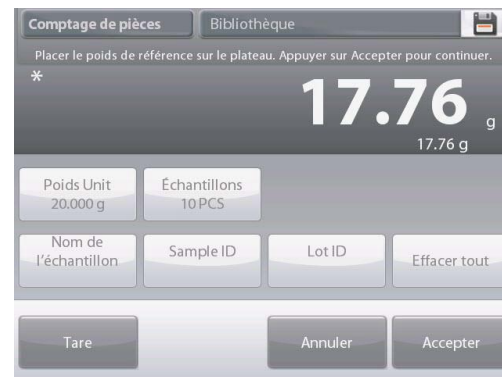 Comptage de pièces Bibliothèque
Placer le poids de référence sur le plateau. Appuyer sur Accepter pour continuer.
*
17.76 g
17.76 g
Poids Unit Échantillons
20.000 g 10 PCS
Nom de
l'échantillon Sample ID Lot ID Effacer tout
Tare Annuler Accepter